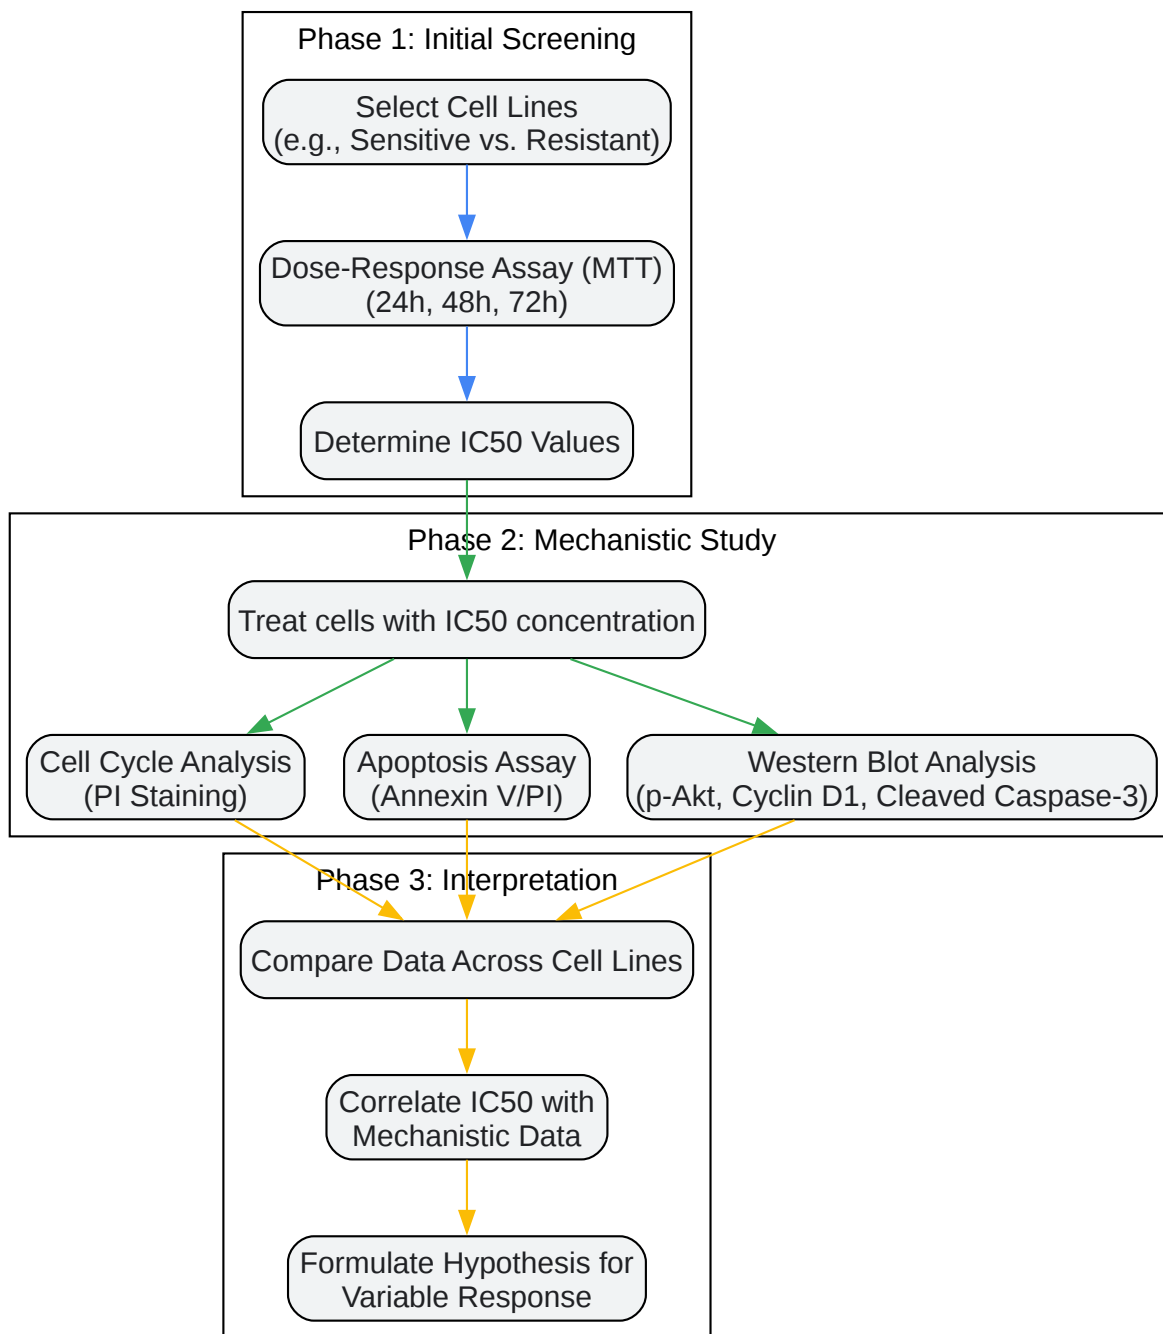 Phase 1: Initial Screening
Select Cell Lines
(e.g., Sensitive vs. Resistant)
Dose-Response Assay (MTT)
(24h, 48h, 72h)
Determine IC50 Values
Phase 2: Mechanistic Study
Treat cells with IC50 concentration
Cell Cycle Analysis
(PI Staining)
Apoptosis Assay
(Annexin V/PI)
Western Blot Analysis
(p-Akt, Cyclin D1, Cleaved Caspase-3)
Phase 3: Interpretation
Compare Data Across Cell Lines
Correlate IC50 with
Mechanistic Data
Formulate Hypothesis for
Variable Response